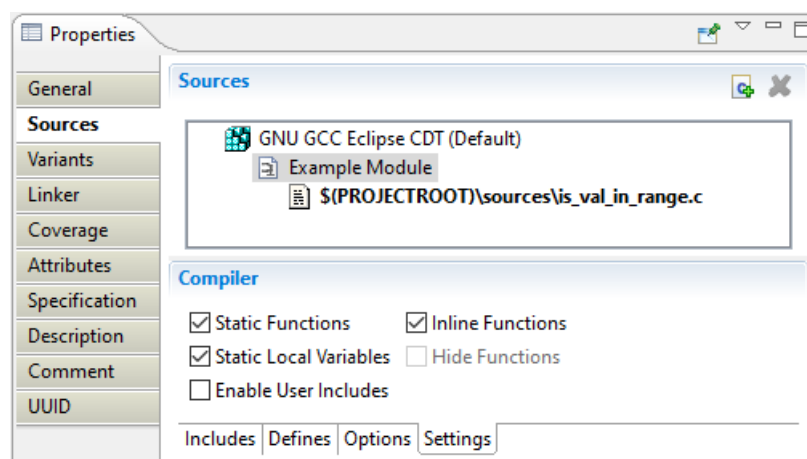 Properties
General
Sources
Variants
Linker
Coverage
Attributes
Specification
Description
Comment
UUID
Sources
GNU GCC Eclipse CDT (Default)
Example Module
$(PROJECTROOT)\sources\is_val_in_range.c
Compiler
Static Functions Inline Functions
Static Local Variables Hide Functions
Enable User Includes
Includes Defines Options Settings